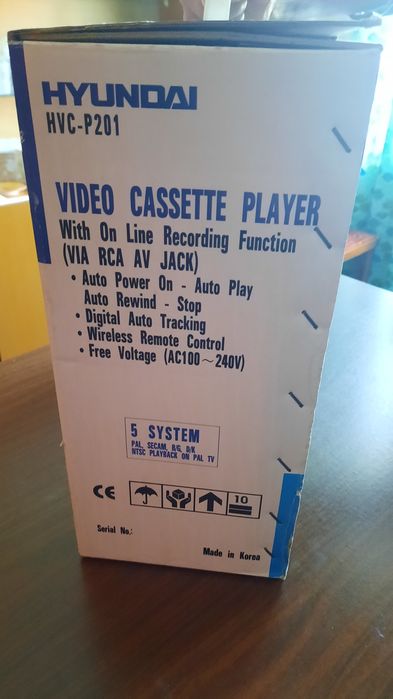 HYUNDAI
HVC-P201
VIDEO CASSETTE PLAYER
With On Line Recording Function
(VIA RCA AV JACK)
• Auto Power On - Auto Play
Auto Rewind - Stop
• Digital Auto Tracking
• Wireless Remote Control
• Free Voltage (AC100~240V)
5 SYSTEM
PAL, SECAM, B/G, D/K
NTSC PLAYBACK ON PAL TV
CE
10
Serial No.:
Made in Korea